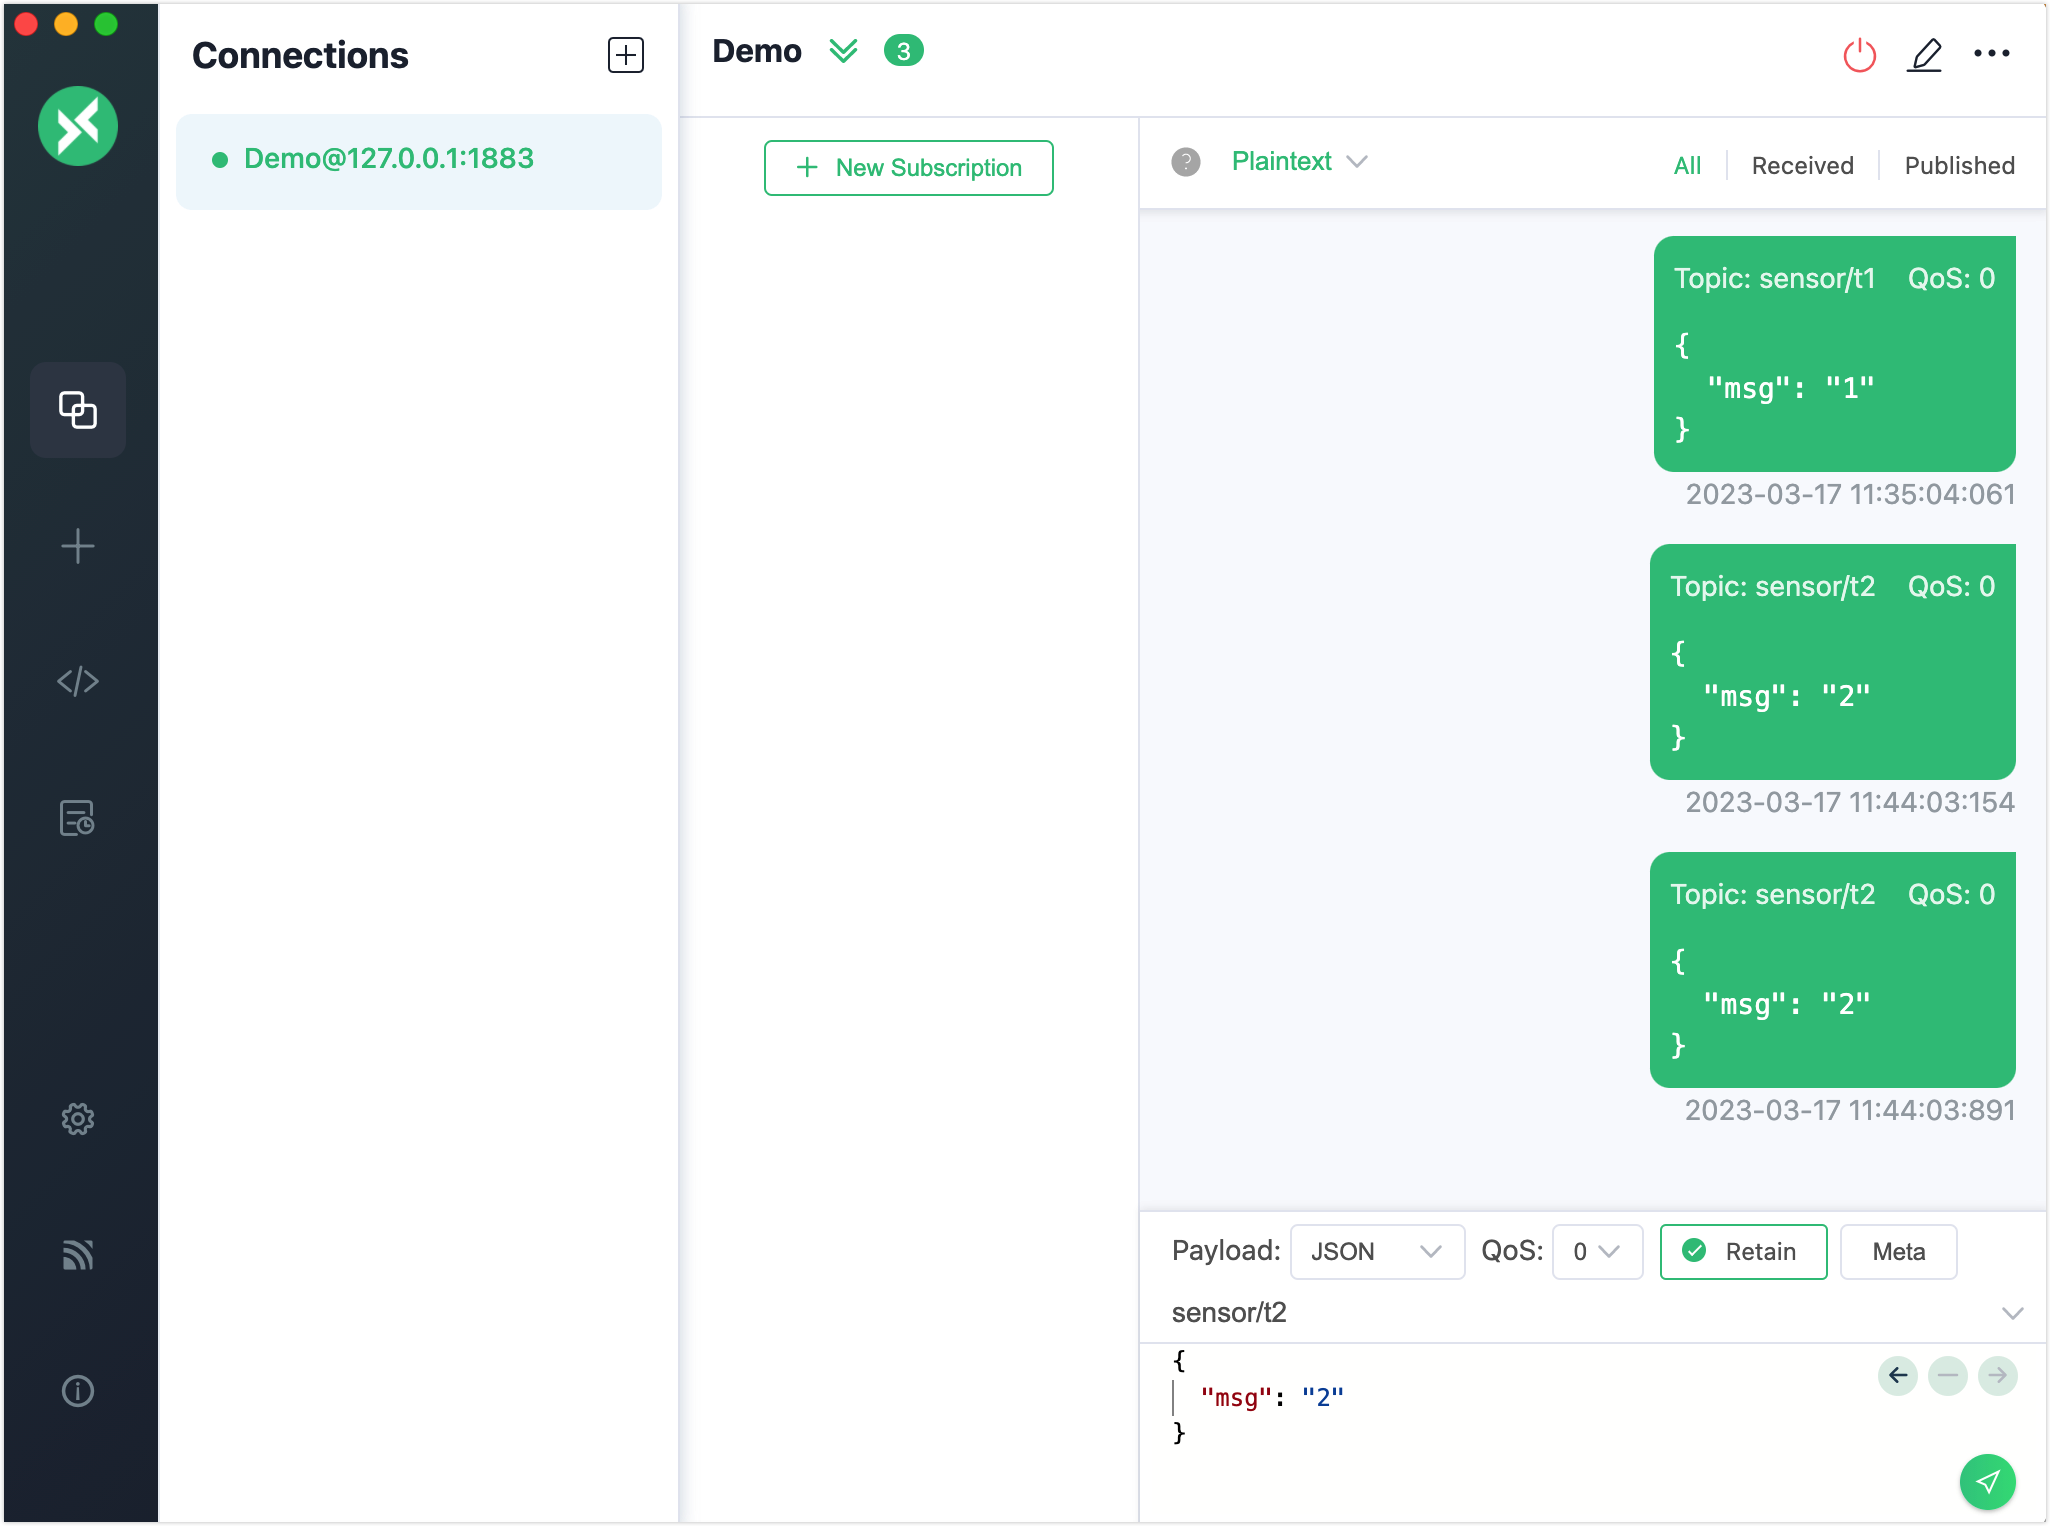 Connections
Demo@127.0.0.1:1883
Demo 3
+ New Subscription
Plaintext
All Received Published
Topic: sensor/t1 QoS: 0
{
"msg": "1"
}
2023-03-17 11:35:04:061
Topic: sensor/t2 QoS: 0
{
"msg": "2"
}
2023-03-17 11:44:03:154
Topic: sensor/t2 QoS: 0
{
"msg": "2"
}
2023-03-17 11:44:03:891
Payload: JSON QoS: 0 Retain Meta
sensor/t2
{
"msg": "2"
}